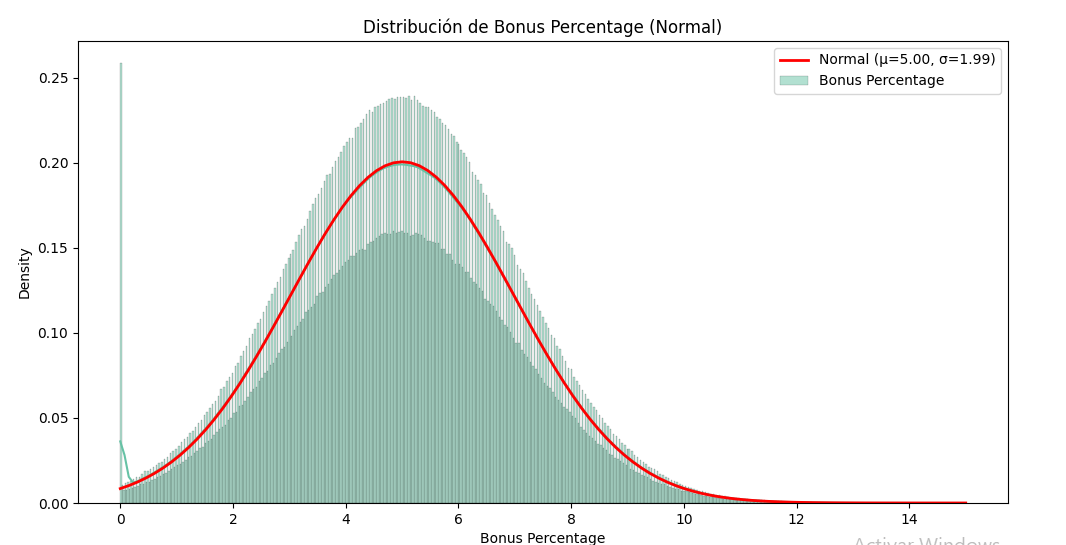 Distribución de Bonus Percentage (Normal)
Normal (μ=5.00, σ=1.99)
Bonus Percentage
Density
0.25
0.20
0.15
0.10
0.05
0.00
0 2 4 6 8 10 12 14
Bonus Percentage
Activar Windows